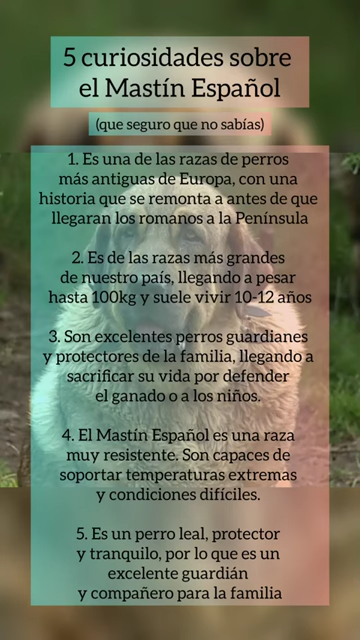 5 curiosidades sobre
el Mastín Español
(que seguro que no sabías)
1. Es una de las razas de perros
más antiguas de Europa, con una
historia que se remonta a antes de que
llegaran los romanos a la Península
2. Es de las razas más grandes
de nuestro país, llegando a pesar
hasta 100kg y suele vivir 10-12 años
3. Son excelentes perros guardianes
y protectores de la familia, llegando a
sacrificar su vida por defender
el ganado o a los niños.
4. El Mastín Español es una raza
muy resistente. Son capaces de
soportar temperaturas extremas
y condiciones difíciles.
5. Es un perro leal, protector
y tranquilo, por lo que es un
excelente guardián
y compañero para la familia